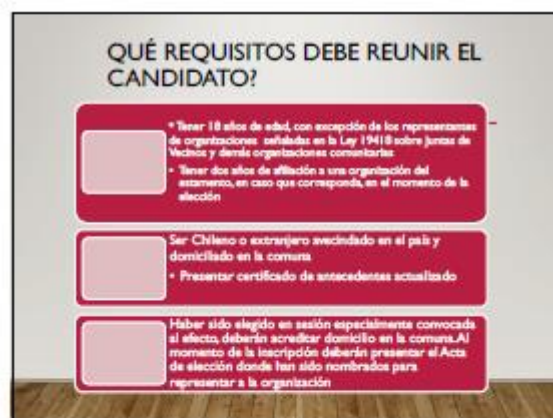 QUÉ REQUISITOS DEBE REUNIR EL
CANDIDATO?
* Tener 18 años de edad, con excepción de los representantes
de organizaciones señaladas en la Ley 19418 sobre Juntas de
Vecinos y demás organizaciones comunitarias
• Tener dos años de afiliación a una organización del
estamento, en caso que corresponda, en el momento de la
elección
Ser Chileno o extranjero avecindado en el país y
domiciliado en la comuna
• Presentar certificado de antecedentes actualizado
Haber sido elegido en sesión especialmente convocada
al efecto, deberán acreditar domicilio en la comuna. Al
momento de la inscripción deberán presentar el Acta
de elección donde han sido nombrados para
representar a la organización